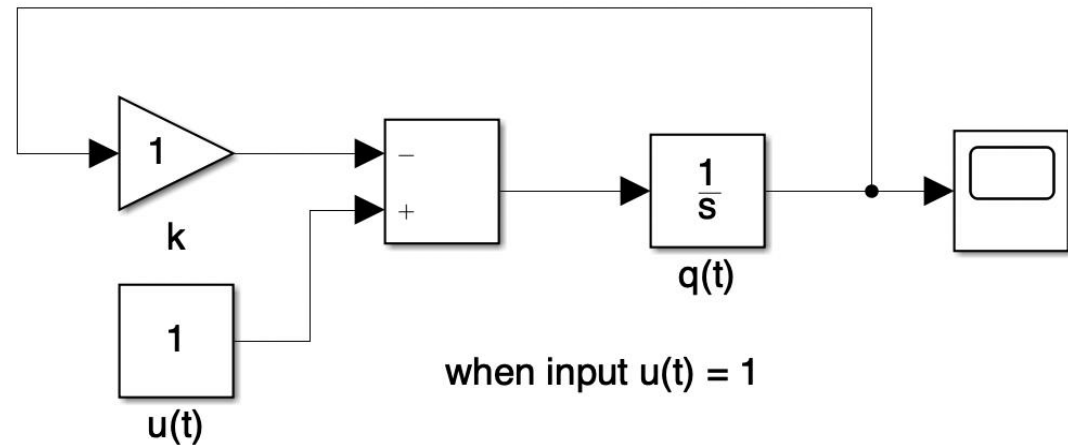 1
−
+
k
1
s
q(t)
1
u(t)
when input u(t) = 1